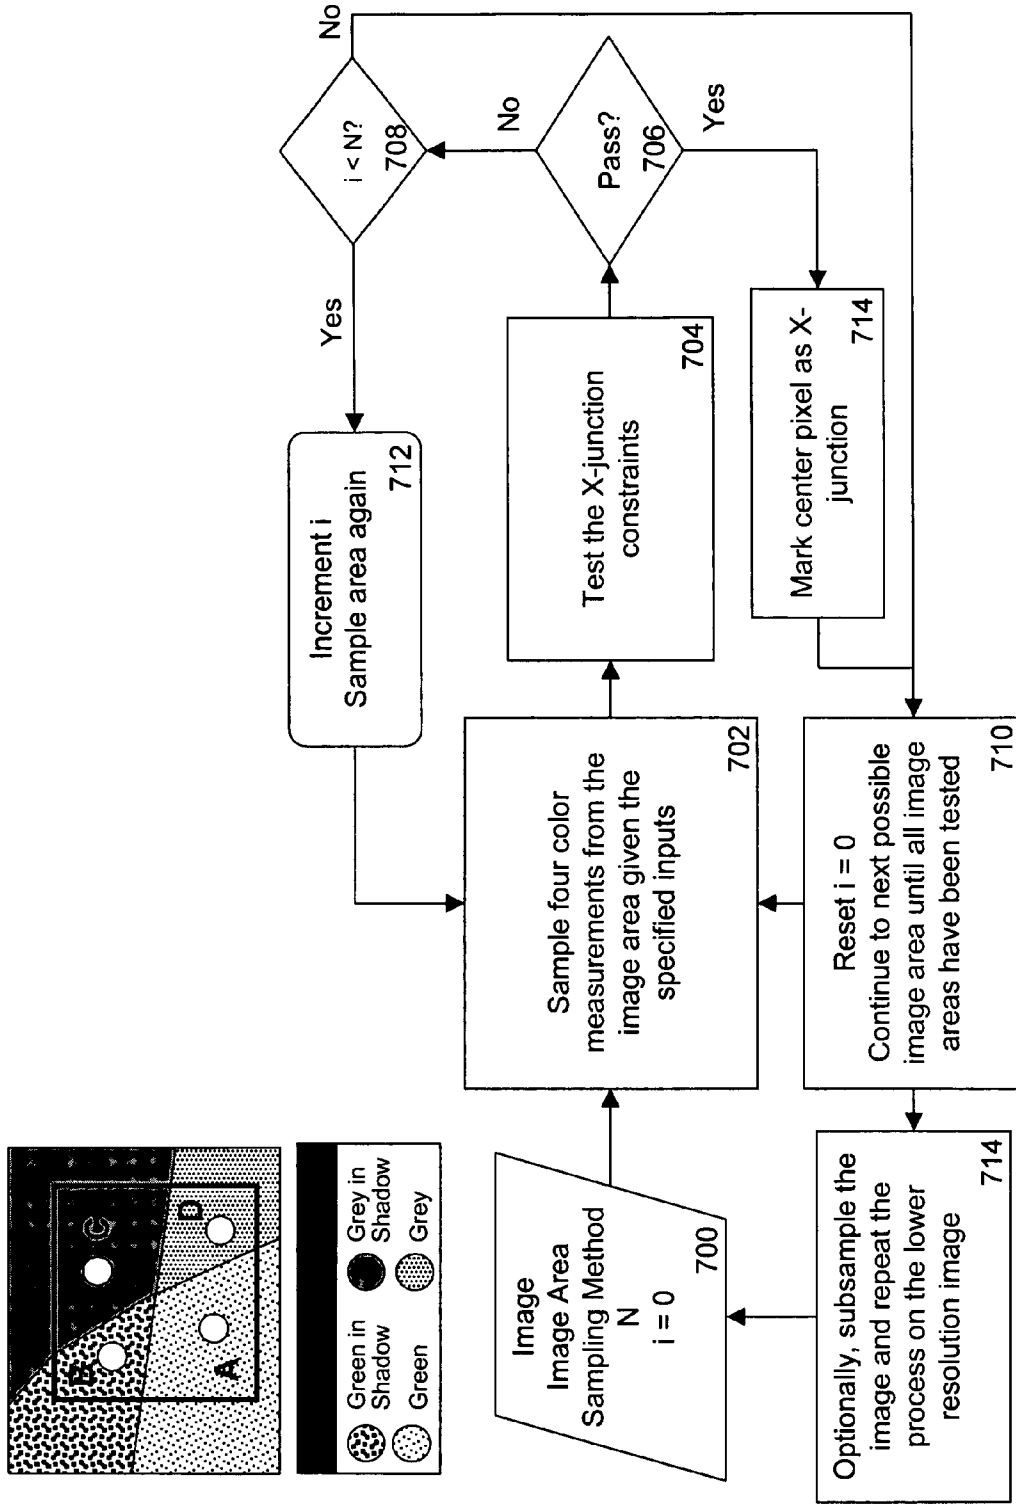 B
C
A
D
Green in
Shadow
Grey in
Shadow
Green
Grey
Image
Image Area
Sampling Method
N
i = 0
700
Sample four color
measurements from the
image area given the
specified inputs
702
Test the X-junction
constraints
704
Pass?
706
No
Yes
i < N?
708
No
Yes
Increment i
Sample area again
712
Mark center pixel as X-
junction
714
Reset i = 0
Continue to next possible
image area until all image
areas have been tested
710
Optionally, subsample the
image and repeat the
process on the lower
resolution image
714